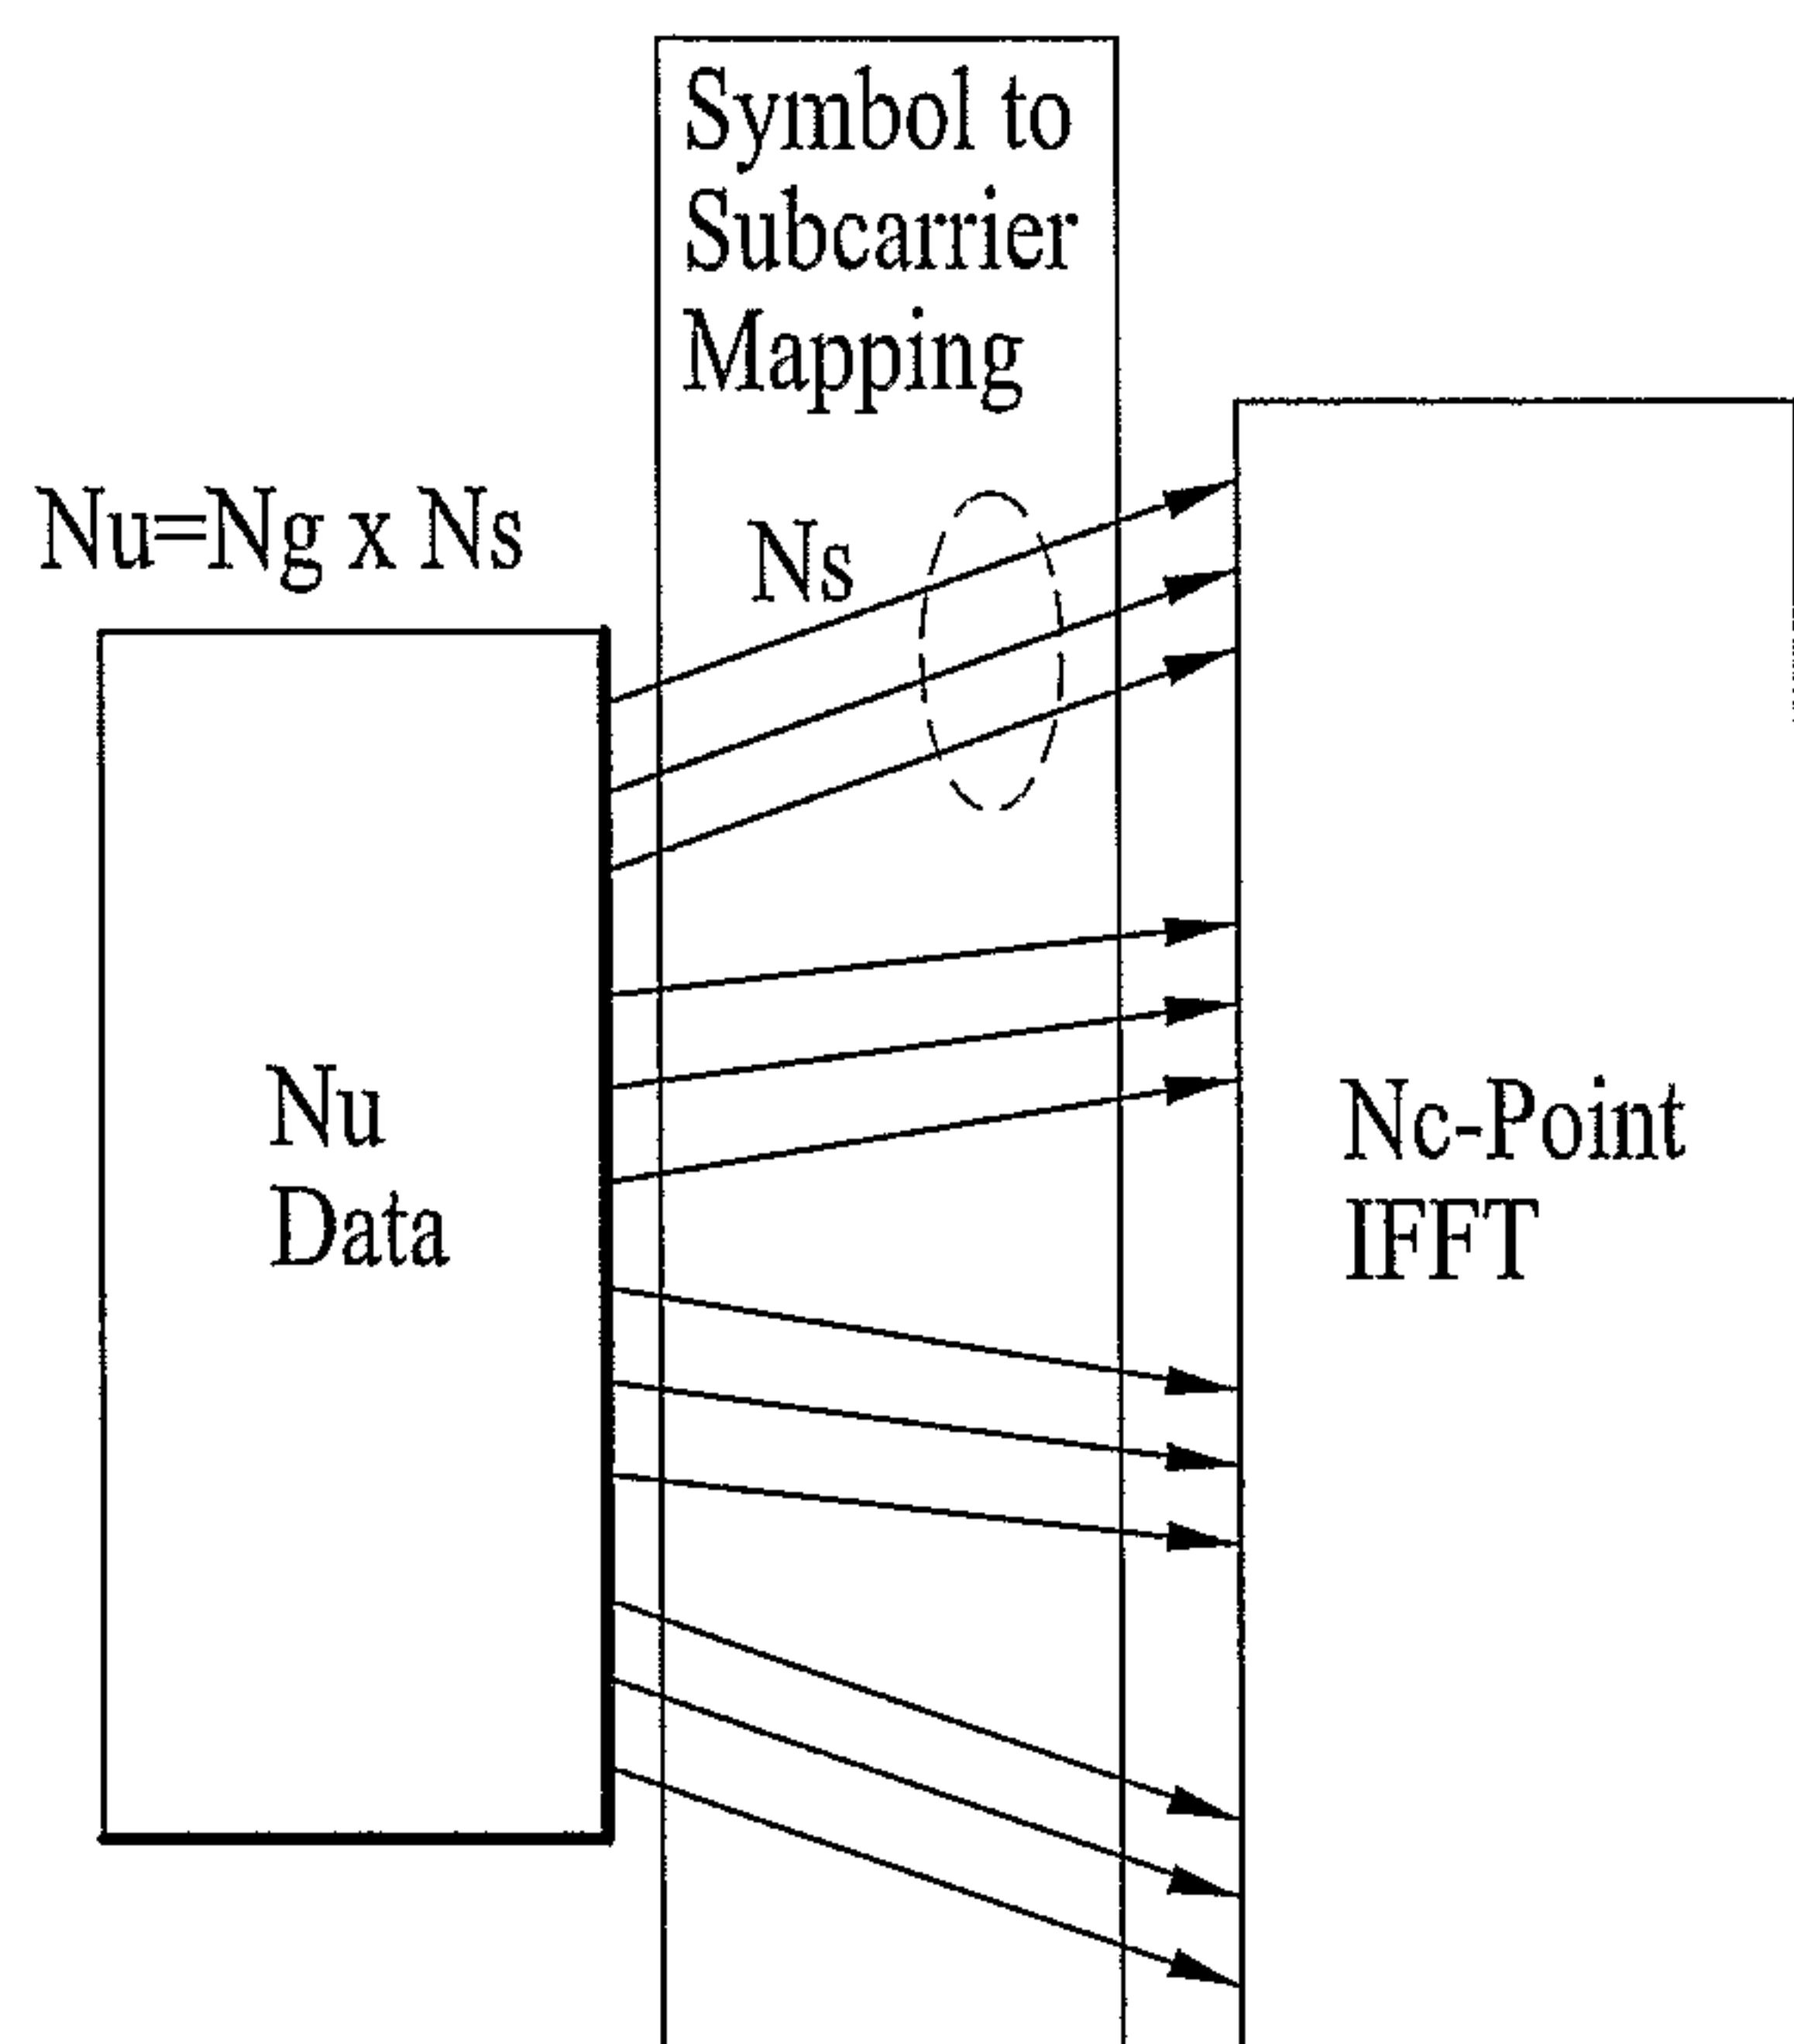 Symbol to
Subcarrier
Mapping
Nu=Ng x Ns
Ns
Nu
Data
Nc-Point
IFFT